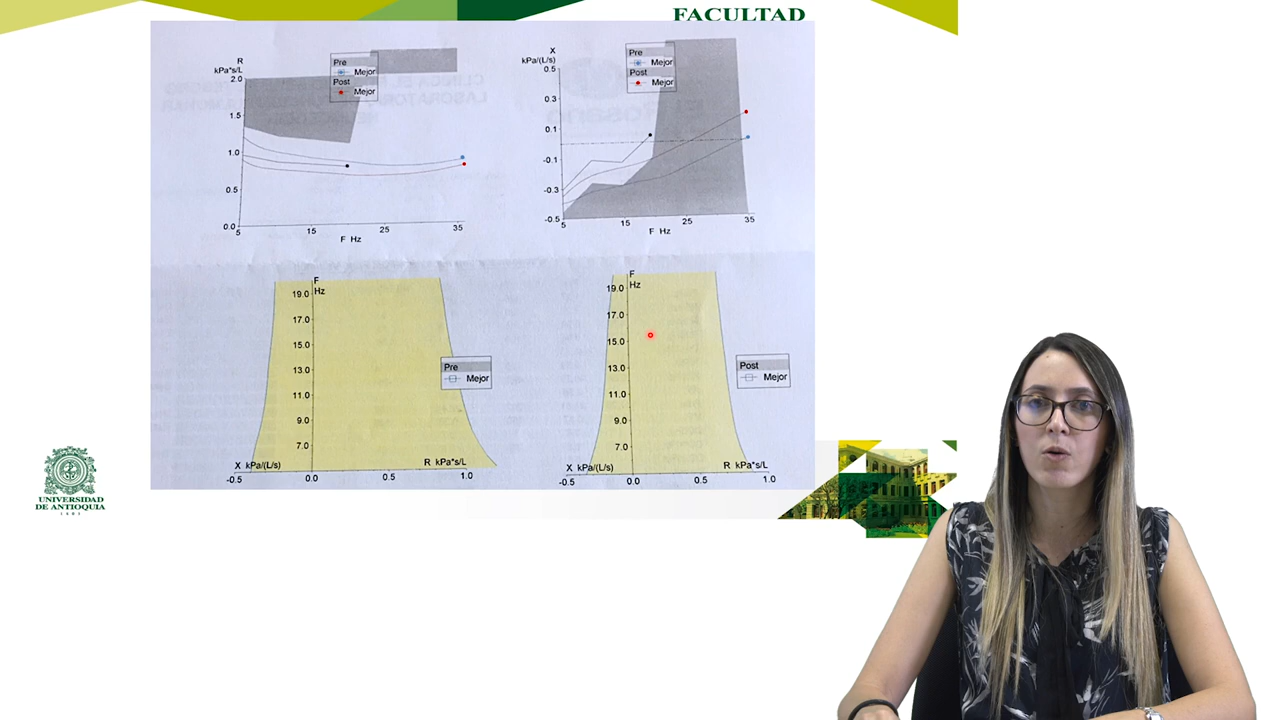 FACULTAD
R
kPa*s/L
2.0
1.5
1.0
0.5
0.0
5
15
25
35
F Hz
Pre
Mejor
Post
Mejor
X
kPa/(L/s)
0.5
0.3
0.1
-0.1
-0.3
-0.5
5
15
25
35
F Hz
Pre
Mejor
Post
Mejor
F
Hz
19.0
17.0
15.0
13.0
11.0
9.0
7.0
X kPa/(L/s)
R kPa*s/L
-0.5
0.0
0.5
1.0
Pre
Mejor
F
Hz
19.0
17.0
15.0
13.0
11.0
9.0
7.0
X kPa/(L/s)
R kPa*s/L
-0.5
0.0
0.5
1.0
Post
Mejor
UNIVERSIDAD
DE ANTIOQUIA
1803